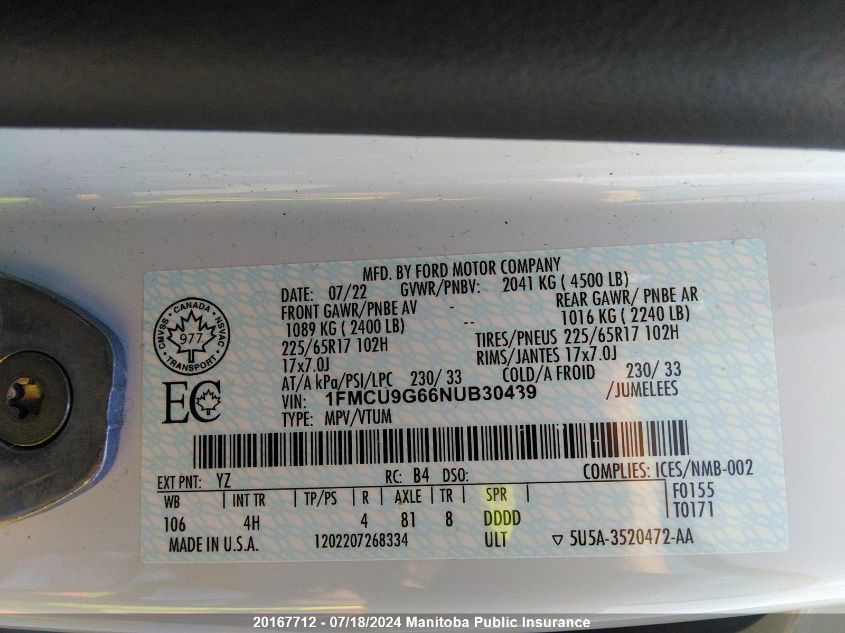 MFD. BY FORD MOTOR COMPANY
DATE: 07/22 GVWR/PNBV: 2041 KG ( 4500 LB)
FRONT GAWR/PNBE AV - REAR GAWR/ PNBE AR
1089 KG ( 2400 LB) -- 1016 KG ( 2240 LB)
225/65R17 102H TIRES/PNEUS 225/65R17 102H
17x7.0J RIMS/JANTES 17x7.0J
AT/A kPa/PSI/LPC 230/ 33 COLD/A FROID 230/ 33
VIN: 1FMCU9G66NUB30439 /JUMELEES
TYPE: MPV/VTUM
CMVSS · CANADA · NSVAC
977
TRANSPORT
EC
EXT PNT: YZ RC: B4 DSO: COMPLIES: ICES/NMB-002
WB | INT TR | TP/PS | R | AXLE | TR | SPR | F0155
106 4H 4 81 8 DDDD T0171
MADE IN U.S.A. 1202207268334 ULT ▽ 5U5A-3520472-AA
20167712 - 07/18/2024 Manitoba Public Insurance